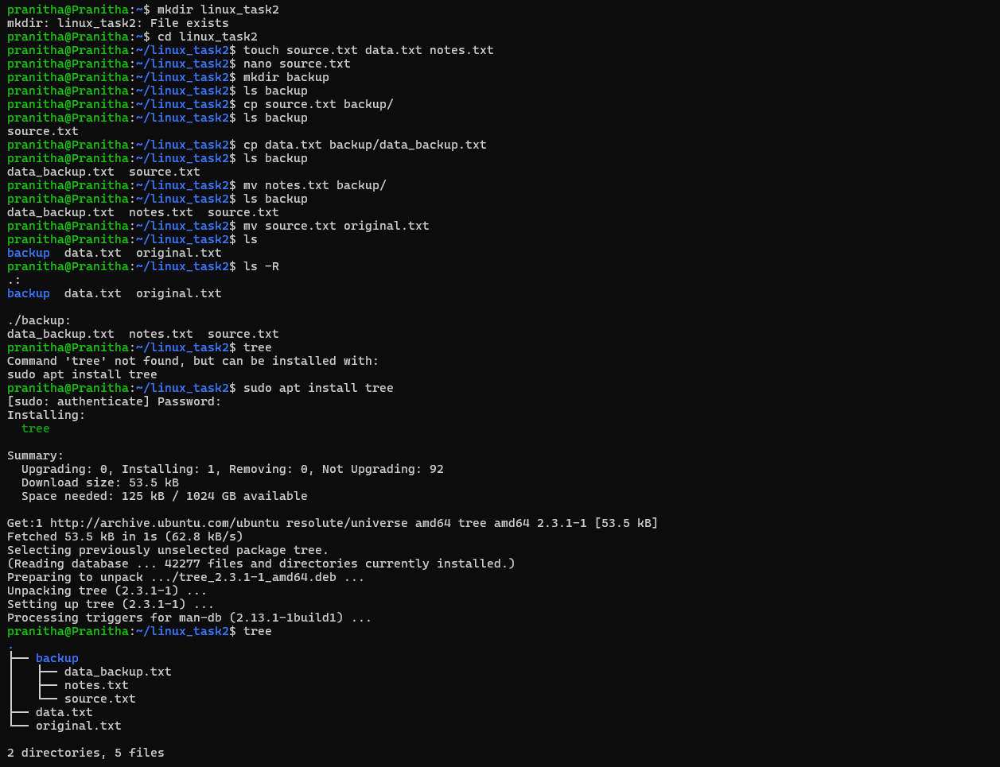 pranitha@Pranitha:~$ mkdir linux_task2
mkdir: linux_task2: File exists
pranitha@Pranitha:~$ cd linux_task2
pranitha@Pranitha:~/linux_task2$ touch source.txt data.txt notes.txt
pranitha@Pranitha:~/linux_task2$ nano source.txt
pranitha@Pranitha:~/linux_task2$ mkdir backup
pranitha@Pranitha:~/linux_task2$ ls backup
pranitha@Pranitha:~/linux_task2$ cp source.txt backup/
pranitha@Pranitha:~/linux_task2$ ls backup
source.txt
pranitha@Pranitha:~/linux_task2$ cp data.txt backup/data_backup.txt
pranitha@Pranitha:~/linux_task2$ ls backup
data_backup.txt  source.txt
pranitha@Pranitha:~/linux_task2$ mv notes.txt backup/
pranitha@Pranitha:~/linux_task2$ ls backup
data_backup.txt  notes.txt  source.txt
pranitha@Pranitha:~/linux_task2$ mv source.txt original.txt
pranitha@Pranitha:~/linux_task2$ ls
backup  data.txt  original.txt
pranitha@Pranitha:~/linux_task2$ ls -R
.:
backup  data.txt  original.txt

./backup:
data_backup.txt  notes.txt  source.txt
pranitha@Pranitha:~/linux_task2$ tree
Command 'tree' not found, but can be installed with:
sudo apt install tree
pranitha@Pranitha:~/linux_task2$ sudo apt install tree
[sudo: authenticate] Password:
Installing:
  tree

Summary:
  Upgrading: 0, Installing: 1, Removing: 0, Not Upgrading: 92
  Download size: 53.5 kB
  Space needed: 125 kB / 1024 GB available

Get:1 http://archive.ubuntu.com/ubuntu resolute/universe amd64 tree amd64 2.3.1-1 [53.5 kB]
Fetched 53.5 kB in 1s (62.8 kB/s)
Selecting previously unselected package tree.
(Reading database ... 42277 files and directories currently installed.)
Preparing to unpack .../tree_2.3.1-1_amd64.deb ...
Unpacking tree (2.3.1-1) ...
Setting up tree (2.3.1-1) ...
Processing triggers for man-db (2.13.1-1build1) ...
pranitha@Pranitha:~/linux_task2$ tree
.
├── backup
│   ├── data_backup.txt
│   ├── notes.txt
│   └── source.txt
├── data.txt
└── original.txt

2 directories, 5 files